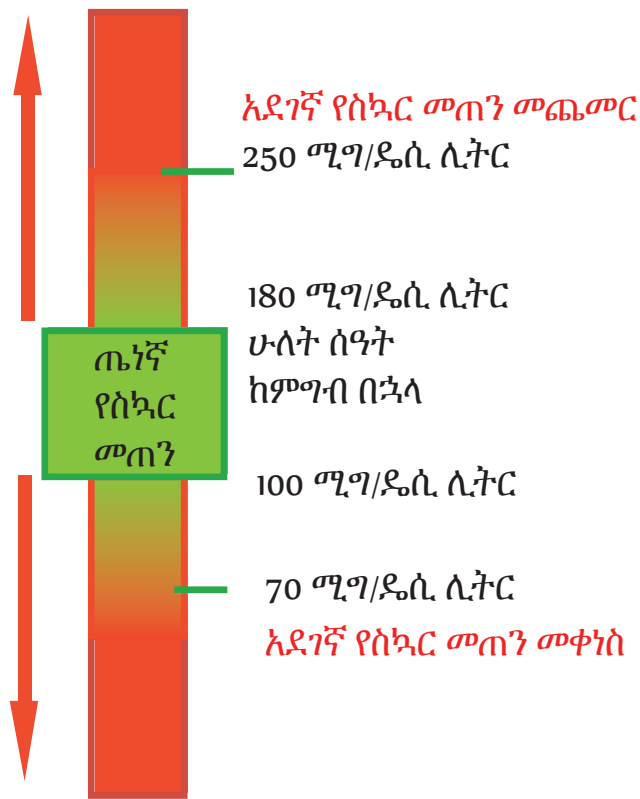 አደገኛ የስኳር መጠን መጨመር
250 ሚግ/ዴሲ ሊትር
180 ሚግ/ዴሲ ሊትር
ሁለት ሰዓት
ከምግብ በኋላ
ጤነኛ
የስኳር
መጠን
100 ሚግ/ዴሲ ሊትር
70 ሚግ/ዴሲ ሊትር
አደገኛ የስኳር መጠን መቀነስ